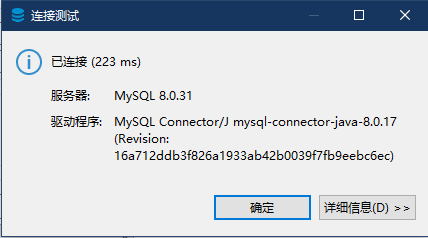 连接测试
已连接 (223 ms)
服务器: MySQL 8.0.31
驱动程序: MySQL Connector/J mysql-connector-java-8.0.17
(Revision:
16a712ddb3f826a1933ab42b0039f7fb9eebc6ec)
确定 详细信息(D) >>